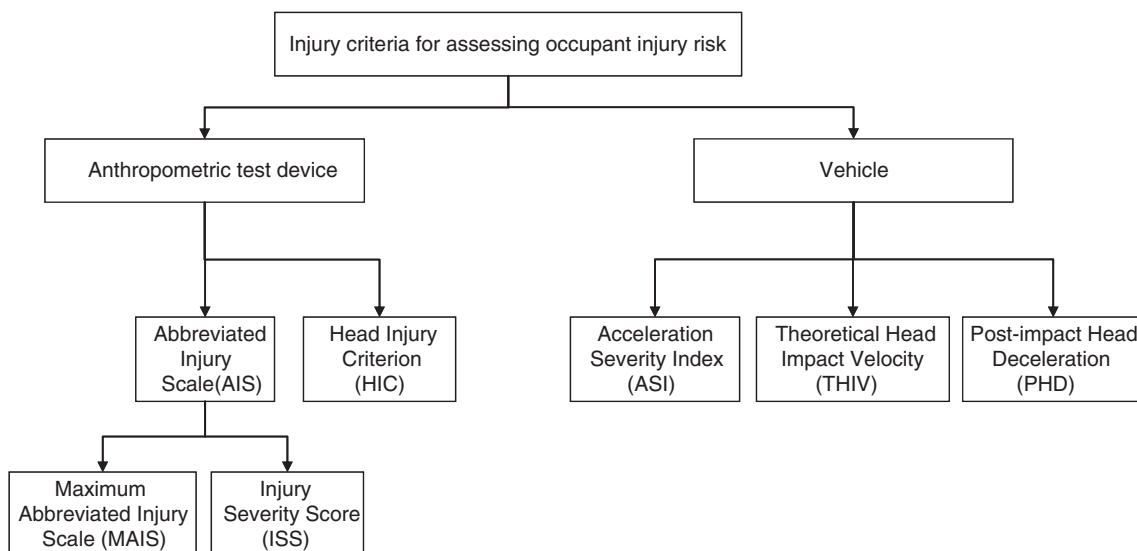 Injury criteria for assessing occupant injury risk
Anthropometric test device
Vehicle
Abbreviated
Injury
Scale(AIS)
Head Injury
Criterion
(HIC)
Acceleration
Severity Index
(ASI)
Theoretical Head
Impact Velocity
(THIV)
Post-impact Head
Deceleration
(PHD)
Maximum
Abbreviated Injury
Scale (MAIS)
Injury
Severity Score
(ISS)